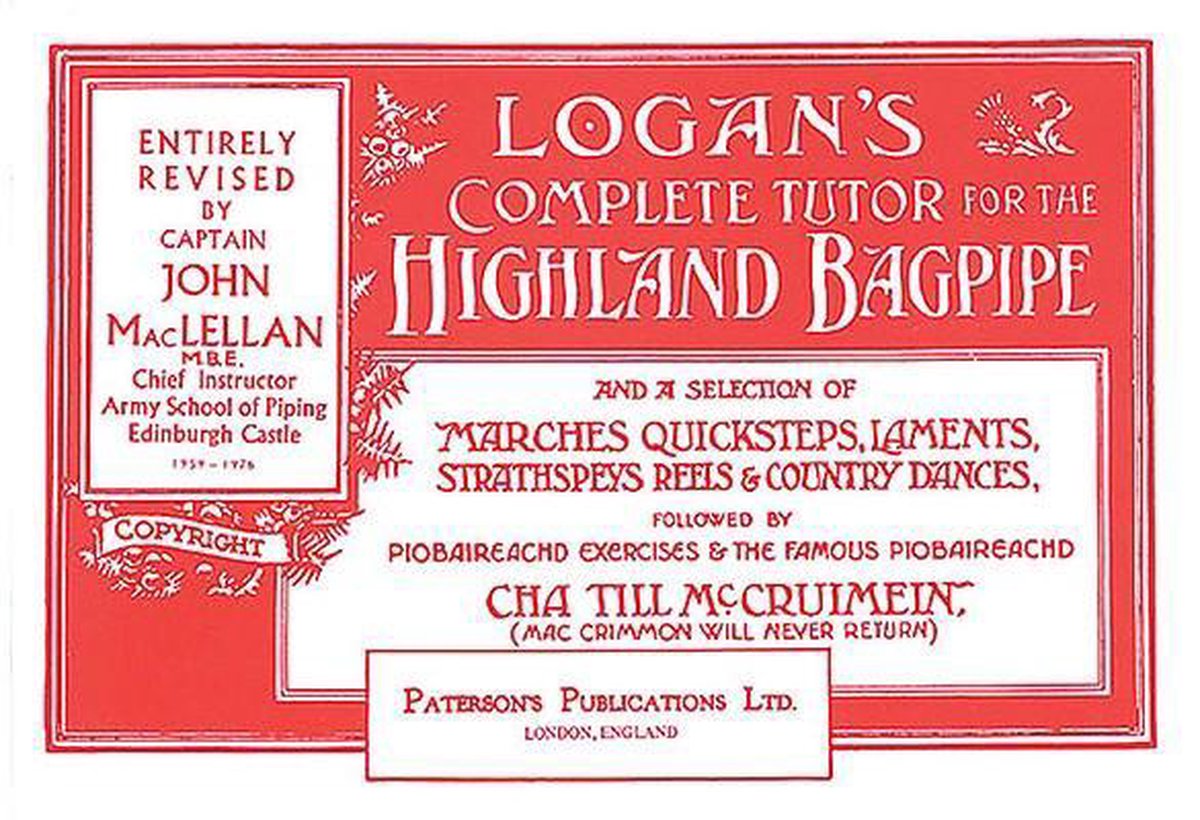 ENTIRELY
REVISED
BY
CAPTAIN
JOHN
MACLELLAN
M.B.E.
Chief Instructor
Army School of Piping
Edinburgh Castle
1959 – 1976
COPYRIGHT
LOGAN'S
COMPLETE TUTOR FOR THE
HIGHLAND BAGPIPE
AND A SELECTION OF
MARCHES QUICKSTEPS, LAMENTS,
STRATHSPEYS REELS & COUNTRY DANCES,
FOLLOWED BY
PIOBAIREACHD EXERCISES & THE FAMOUS PIOBAIREACHD
CHA TILL McCRUIMEIN,
(MAC CRIMMON WILL NEVER RETURN)
PATERSON'S PUBLICATIONS LTD.
LONDON, ENGLAND